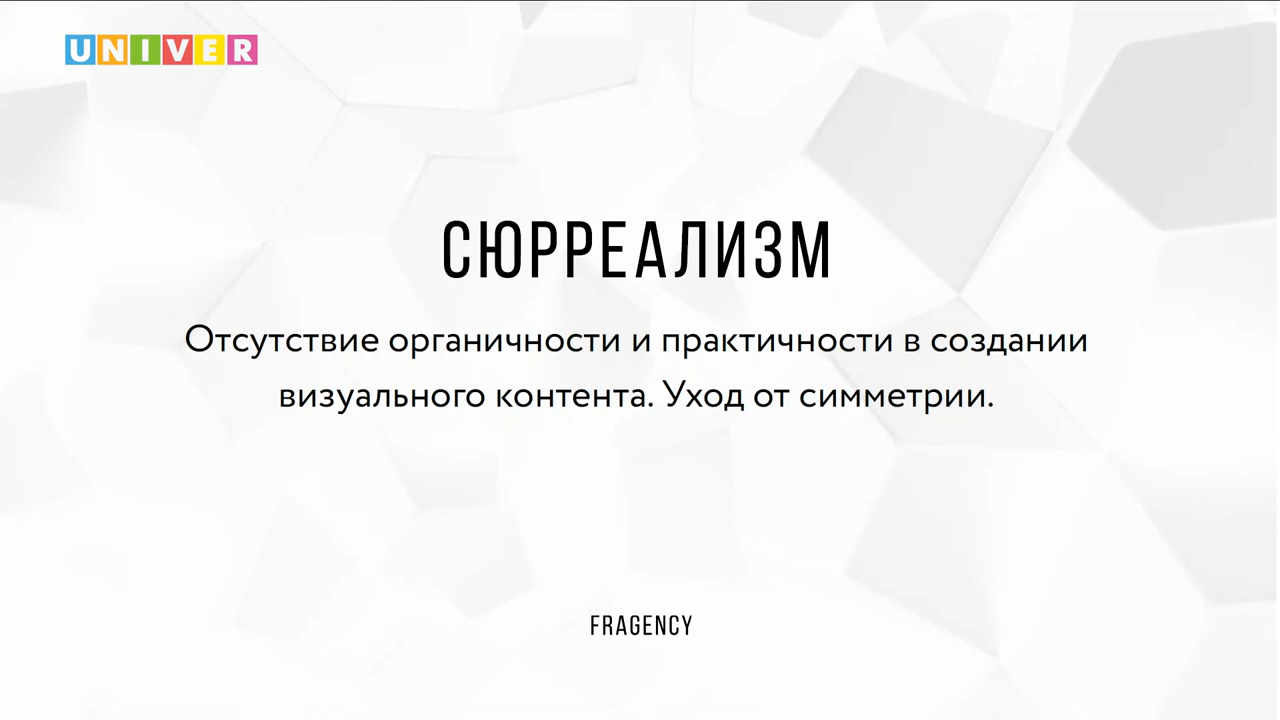 UNIVER
СЮРРЕАЛИЗМ
Отсутствие органичности и практичности в создании
визуального контента. Уход от симметрии.
FRAGENCY